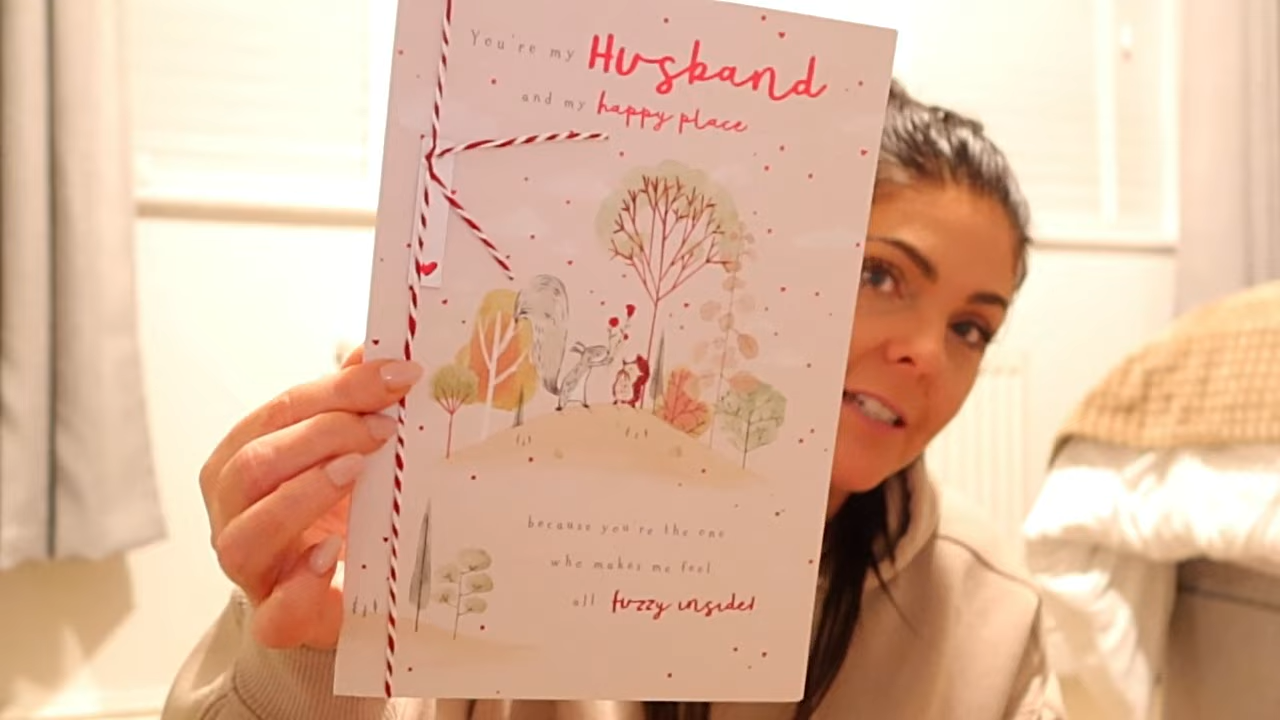 You're my Husband
and my happy place
because you're the one
who makes me feel
all fuzzy inside!